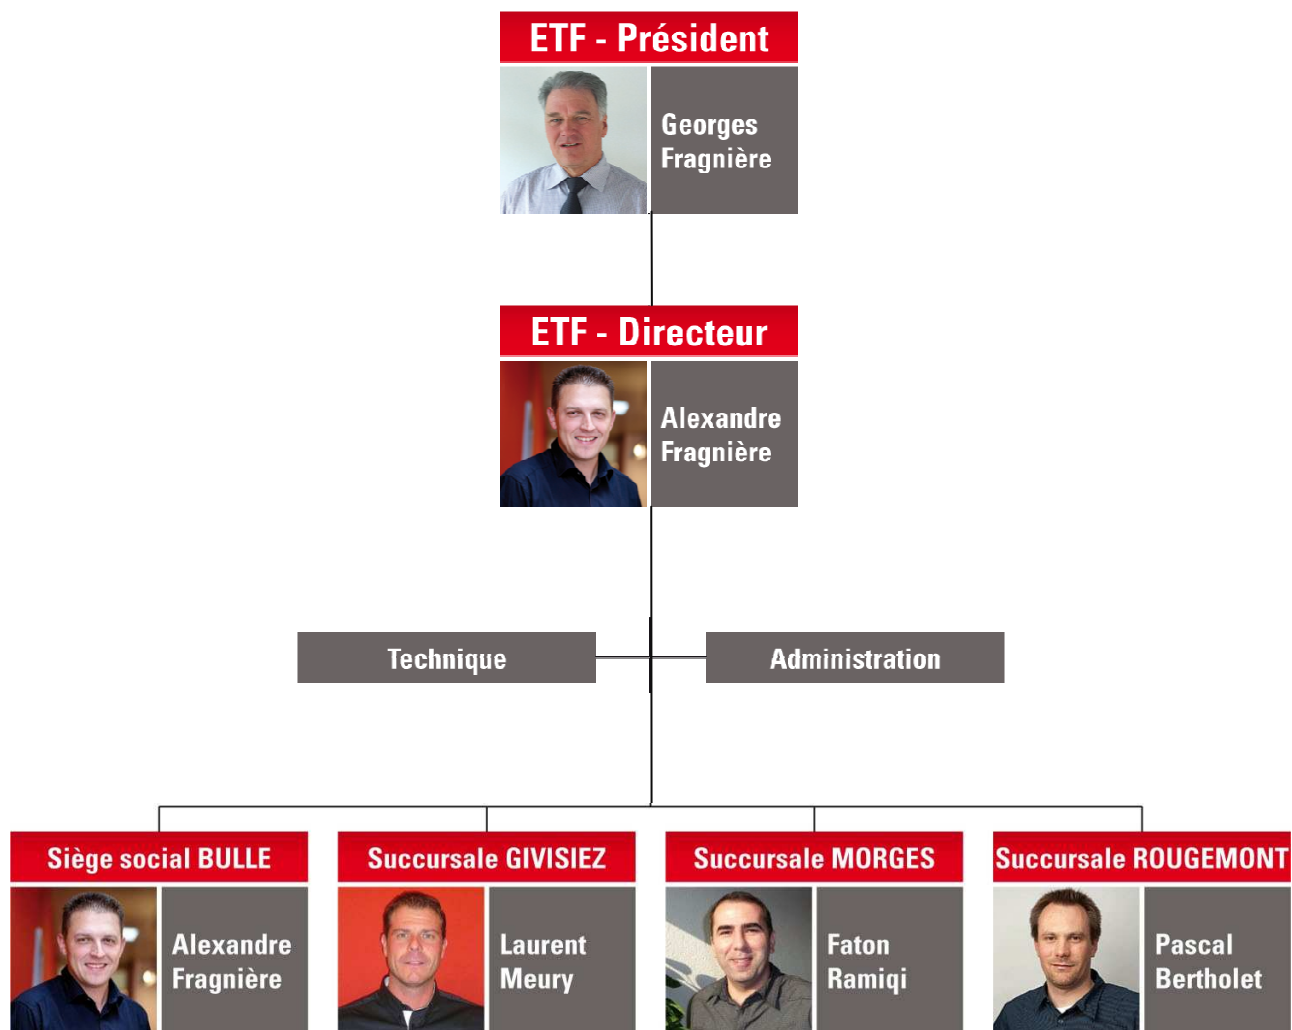 ETF - Président
Georges
Fragnière
ETF - Directeur
Alexandre
Fragnière
Technique
Administration
Siège social BULLE
Alexandre
Fragnière
Succursale GIVISIEZ
Laurent
Meury
Succursale MORGES
Faton
Ramiqi
Succursale ROUGEMONT
Pascal
Bertholet